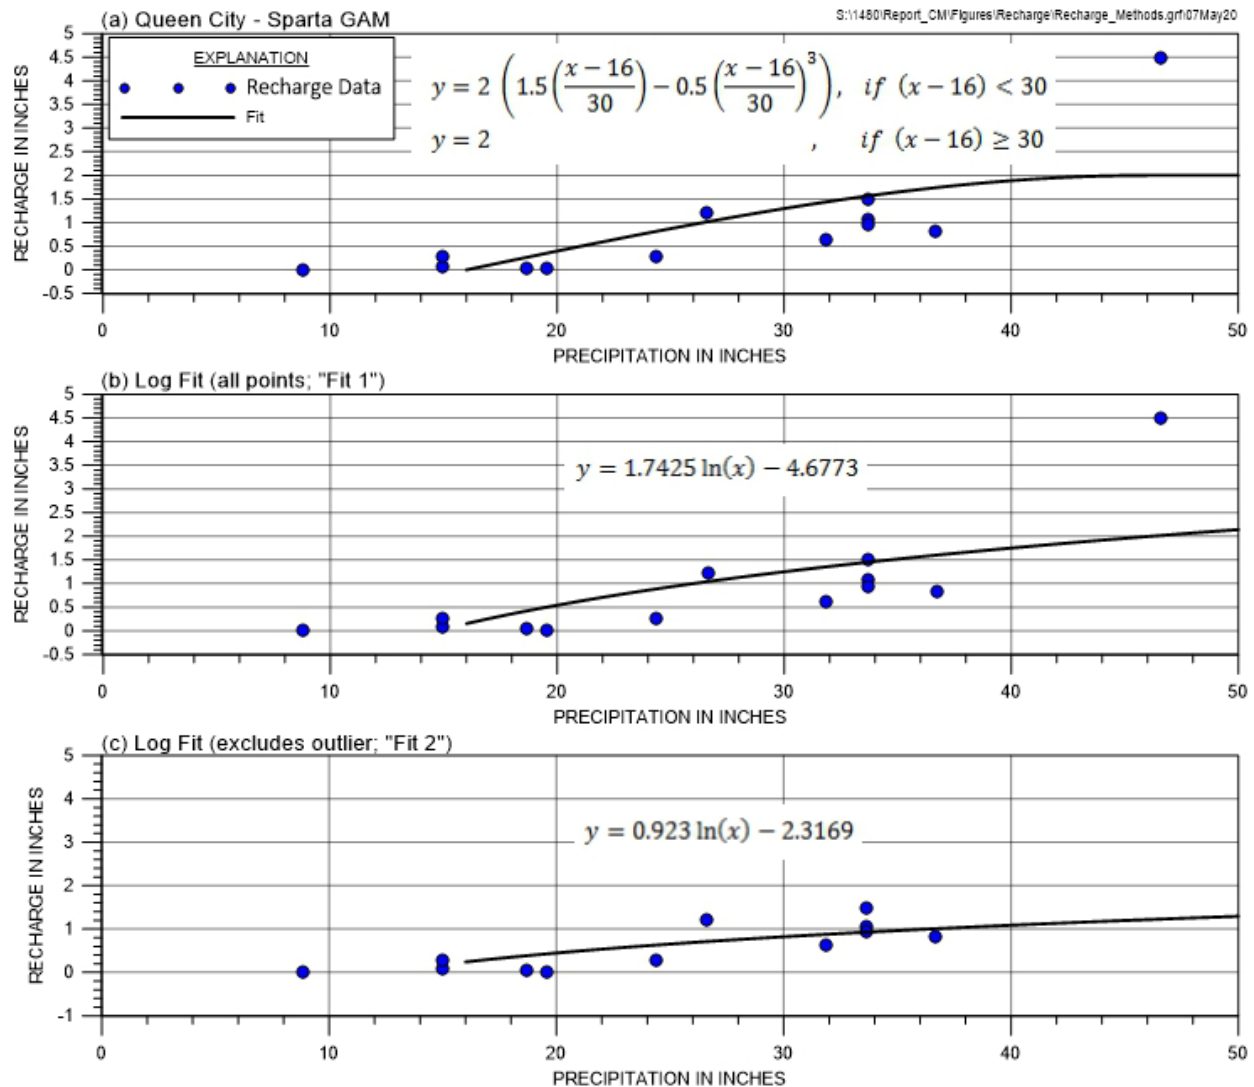 (a) Queen City - Sparta GAM
S:\1480\Report_CM\Figures\Recharge\Recharge_Methods.grf\07May20
EXPLANATION
Recharge Data
Fit
y = 2 (1.5 ((x − 16)/30) − 0.5 ((x − 16)/30)³), if (x − 16) < 30
y = 2 , if (x − 16) ≥ 30
RECHARGE IN INCHES
5
4.5
4
3.5
3
2.5
2
1.5
1
0.5
0
-0.5
0 10 20 30 40 50
PRECIPITATION IN INCHES
(b) Log Fit (all points; "Fit 1")
y = 1.7425 ln(x) − 4.6773
RECHARGE IN INCHES
5
4.5
4
3.5
3
2.5
2
1.5
1
0.5
0
-0.5
0 10 20 30 40 50
PRECIPITATION IN INCHES
(c) Log Fit (excludes outlier; "Fit 2")
y = 0.923 ln(x) − 2.3169
RECHARGE IN INCHES
5
4
3
2
1
0
-1
0 10 20 30 40 50
PRECIPITATION IN INCHES